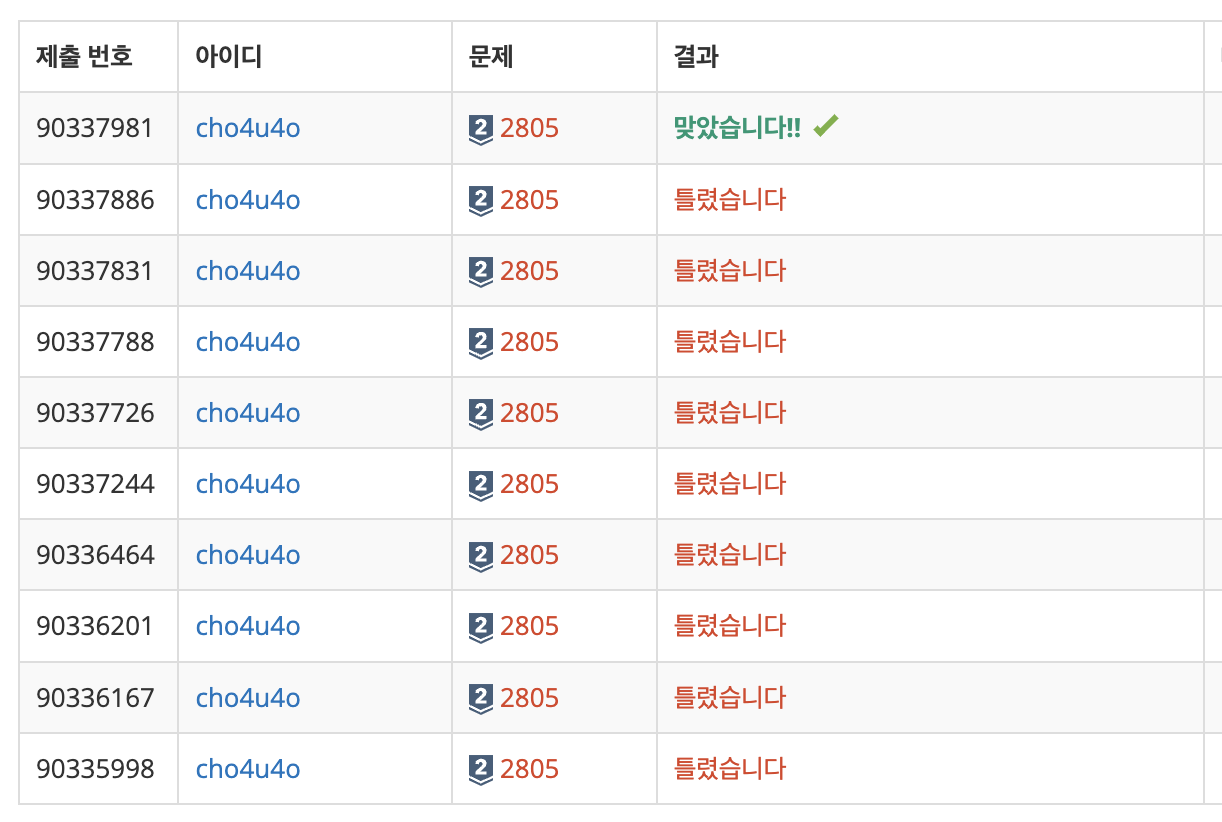 제출 번호 아이디 문제 결과
90337981 cho4u4o 2 2805 맞았습니다!!
90337886 cho4u4o 2 2805 틀렸습니다
90337831 cho4u4o 2 2805 틀렸습니다
90337788 cho4u4o 2 2805 틀렸습니다
90337726 cho4u4o 2 2805 틀렸습니다
90337244 cho4u4o 2 2805 틀렸습니다
90336464 cho4u4o 2 2805 틀렸습니다
90336201 cho4u4o 2 2805 틀렸습니다
90336167 cho4u4o 2 2805 틀렸습니다
90335998 cho4u4o 2 2805 틀렸습니다